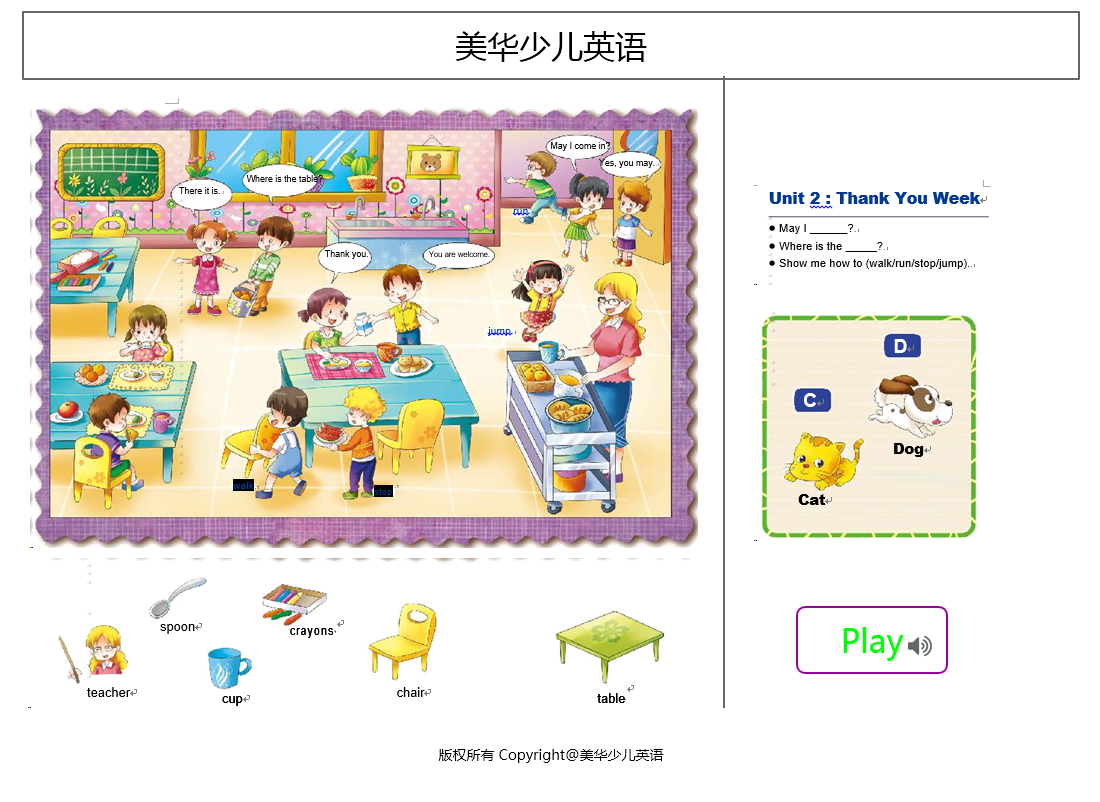 美华少儿英语
May I come in?
Yes, you may...
Where is the table?
There it is..
run
Thank you.
You are welcome.
jump
walk
stop
spoon
crayons
teacher
cup
chair
table
Unit 2 : Thank You Week
● May I ______?
● Where is the _____?
● Show me how to (walk/run/stop/jump)..
D
C
Dog
Cat
Play
版权所有 Copyright@美华少儿英语